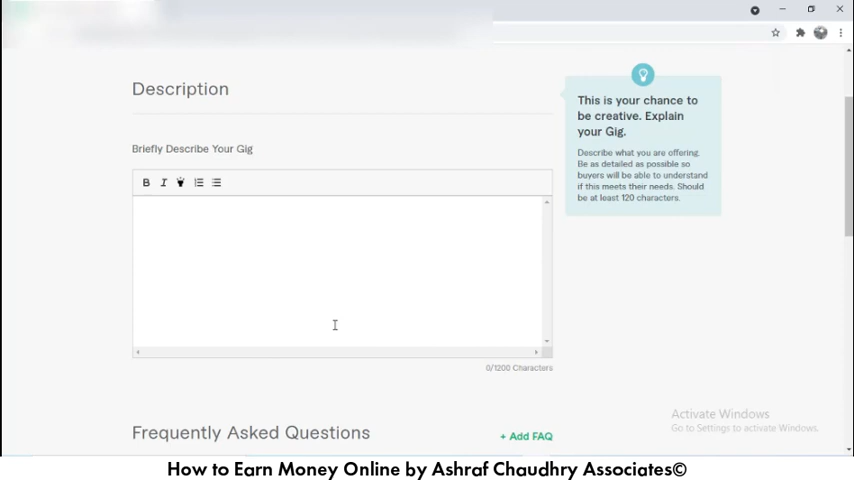 Description
This is your chance to
be creative. Explain
your Gig.
Briefly Describe Your Gig
Describe what you are offering.
Be as detailed as possible so
buyers will be able to understand
if this meets their needs. Should
be at least 120 characters.
B I
0/1200 Characters
Activate Windows
Go to Settings to activate Windows.
Frequently Asked Questions
+ Add FAQ
How to Earn Money Online by Ashraf Chaudhry Associates©